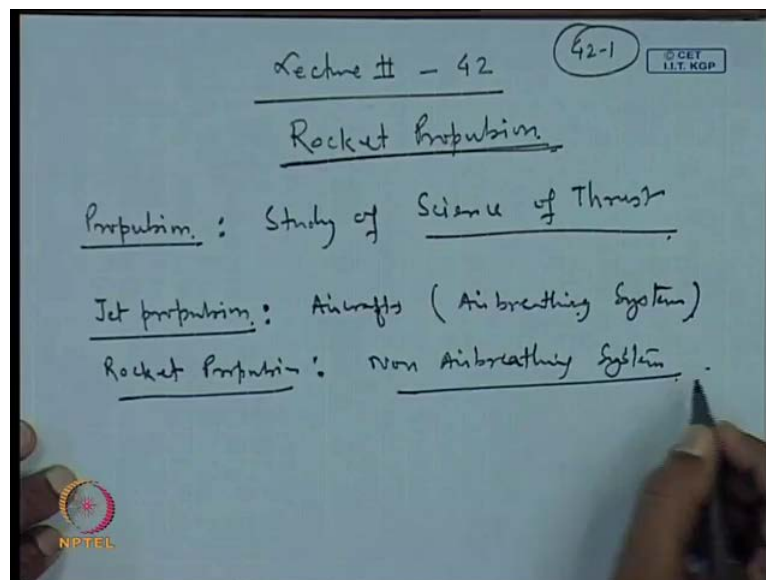 Lecture II - 42
42-1
© CET
I.I.T. KGP
Rocket Propulsion.
Propulsion. : Study of Science of Thrust.
Jet propulsion. : Aircrafts ( Airbreathing System)
Rocket Propulsion : Non Airbreathing System.
NPTEL